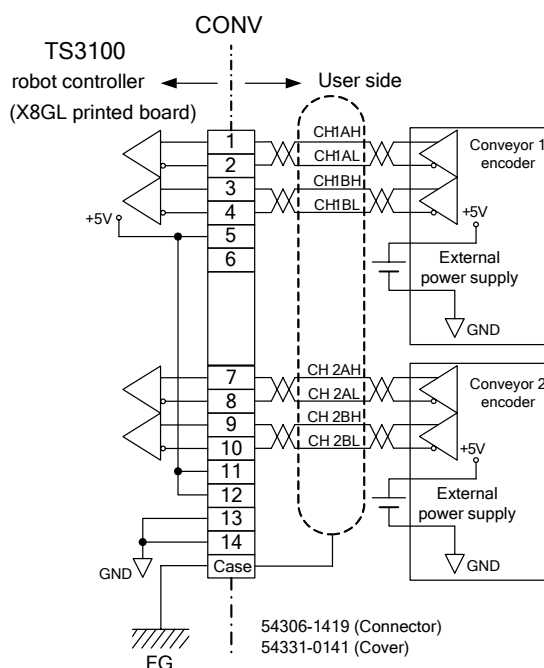 CONV
TS3100
robot controller
(X8GL printed board)
User side
1
2
3
4
5
6
7
8
9
10
11
12
13
14
Case
+5V
GND
FG
CH1AH
CH1AL
CH1BH
CH1BL
Conveyor 1
encoder
+5V
External
power supply
GND
CH 2AH
CH 2AL
CH 2BH
CH 2BL
Conveyor 2
encoder
+5V
External
power supply
GND
54306-1419 (Connector)
54331-0141 (Cover)